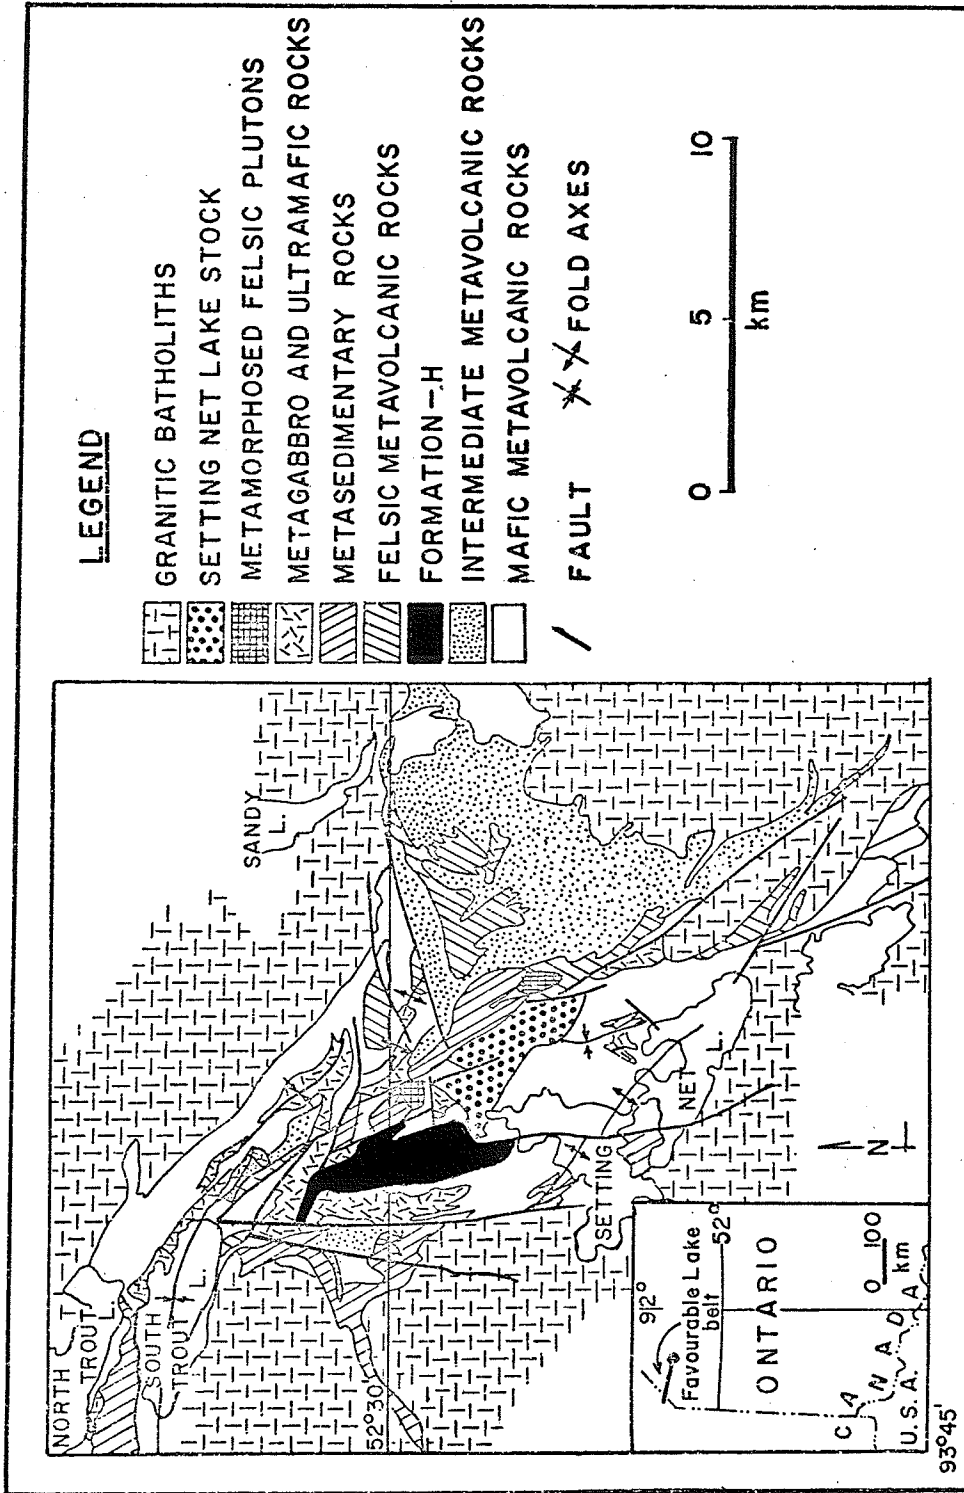 LEGEND
GRANITIC BATHOLITHS
SETTING NET LAKE STOCK
METAMORPHOSED FELSIC PLUTONS
METAGABBRO AND ULTRAMAFIC ROCKS
METASEDIMENTARY ROCKS
FELSIC METAVOLCANIC ROCKS
FORMATION-H
INTERMEDIATE METAVOLCANIC ROCKS
MAFIC METAVOLCANIC ROCKS
FAULT
FOLD AXES
0 5 10
km
NORTH
TROUT
L.
SOUTH
TROUT L.
SANDY
L.
52°30'
SETTING
NET L.
N
92°
Favourable Lake
belt
52°
ONTARIO
0 100
km
CANADA
U.S.A.
93°45'